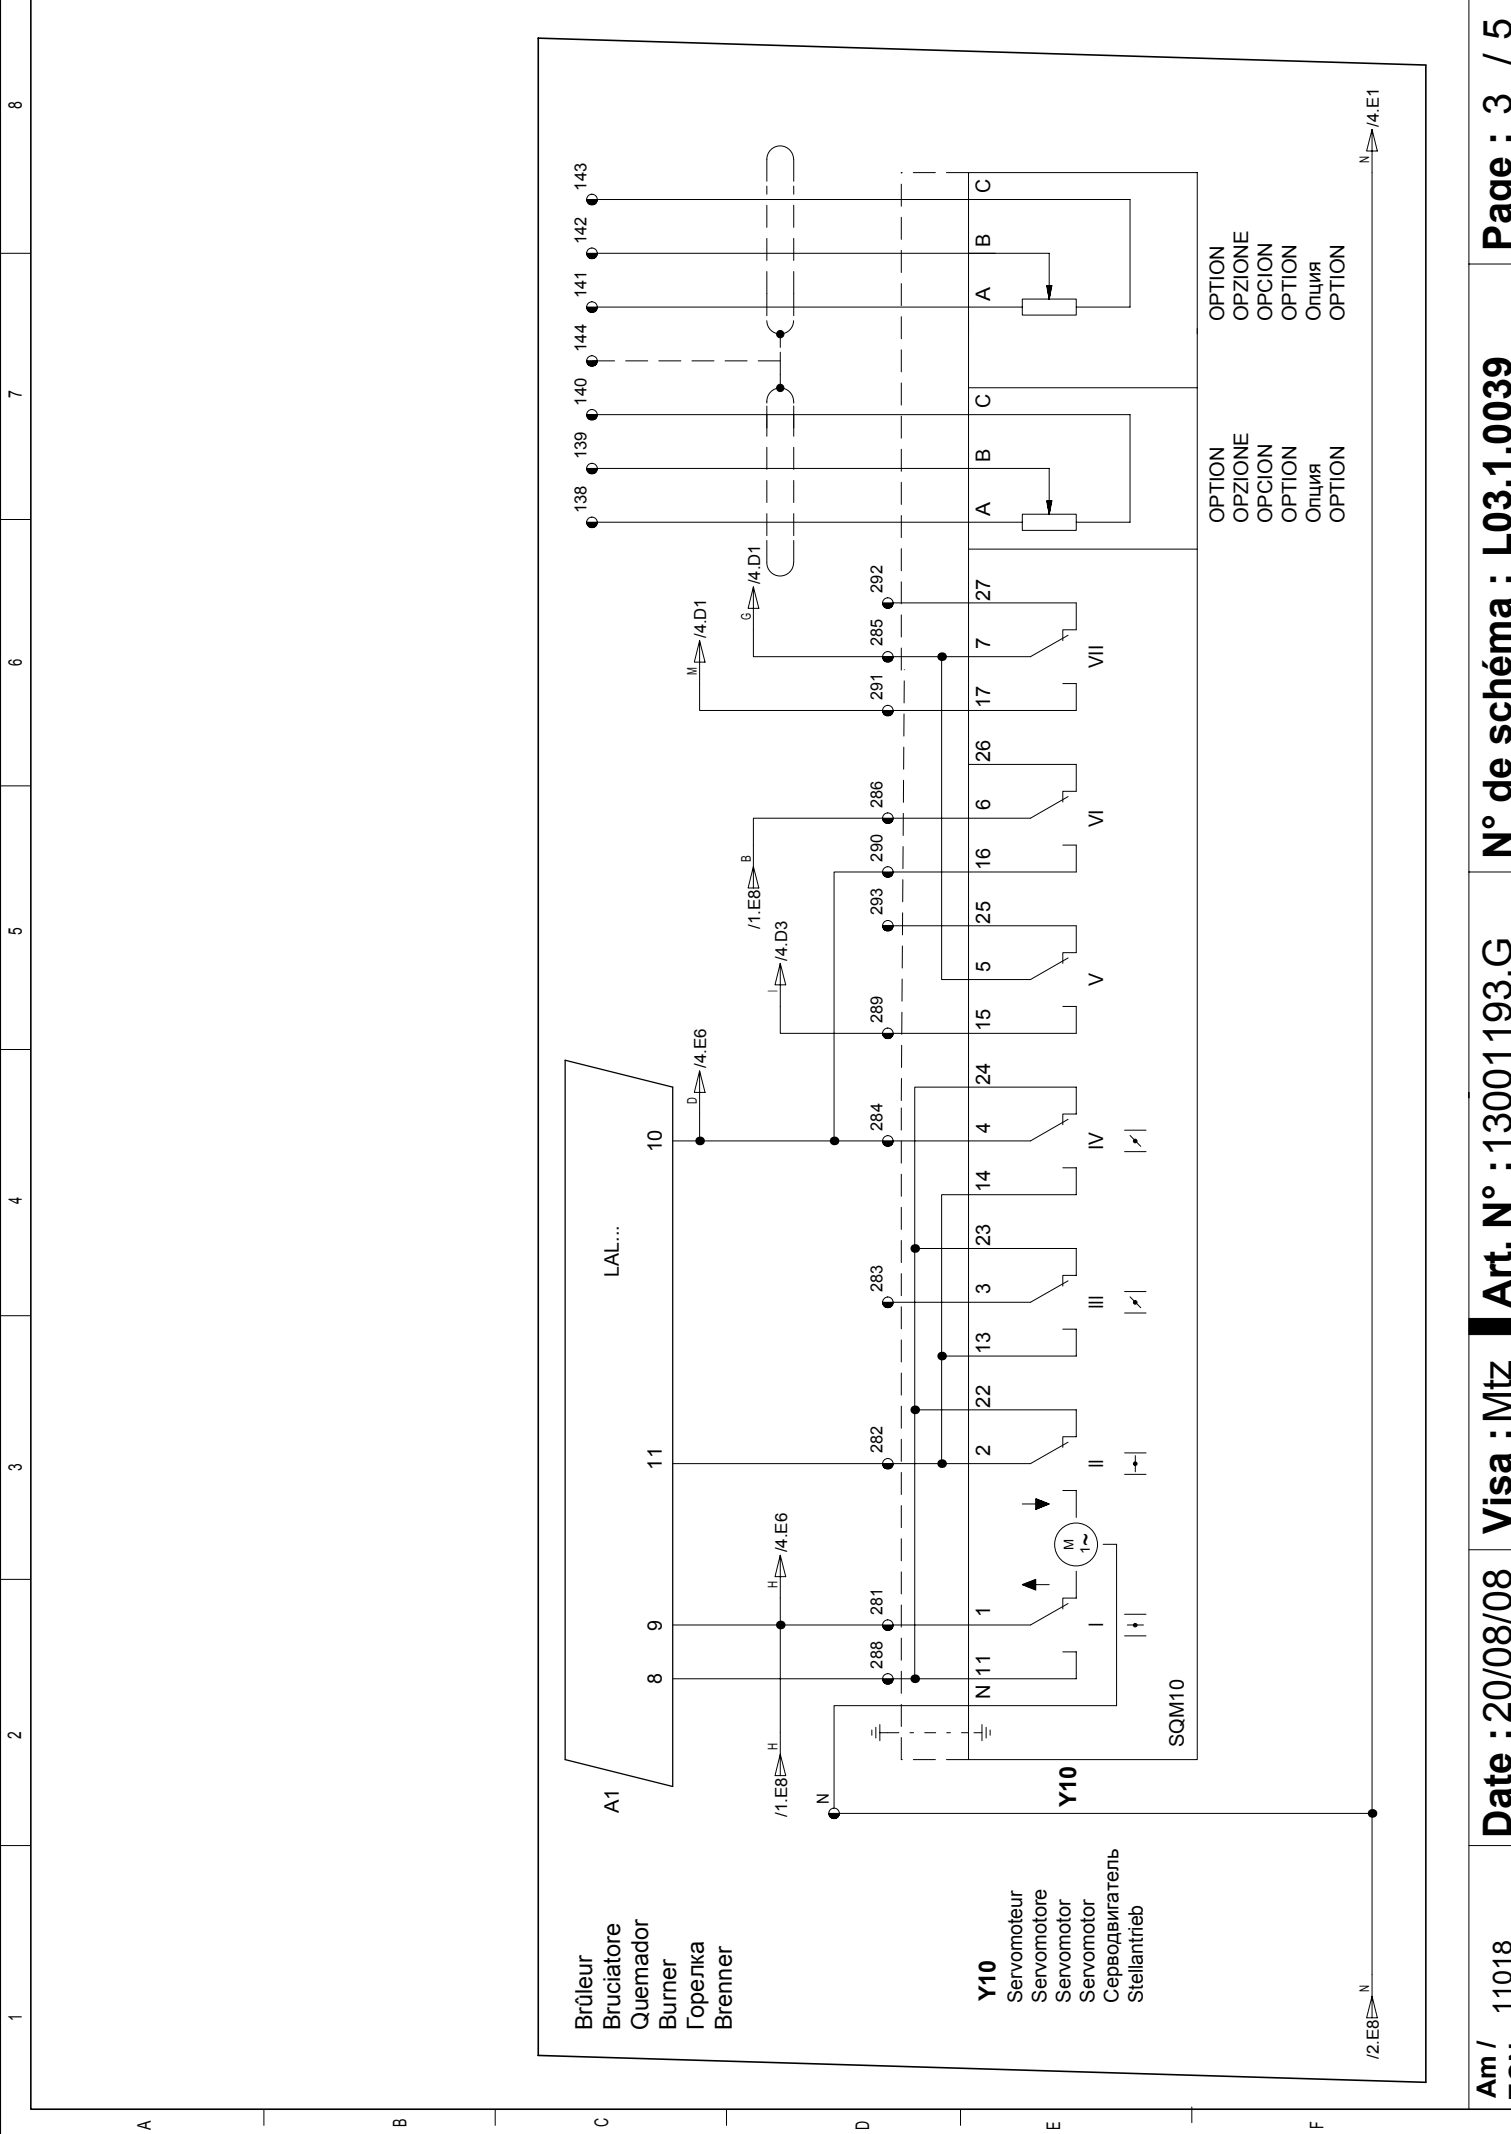 1
2
3
4
5
6
7
8
A
B
C
D
E
F
Brûleur
Bruciatore
Quemador
Burner
Горелка
Brenner
A1
LAL...
8
9
11
10
/1.E8 H
H /4.E6
D /4.E6
I /4.D3
/1.E8 B
M /4.D1
G /4.D1
138
139
140
144
141
142
143
N
288
281
282
283
284
289
293
290
286
291
285
292
N
11
1
2
22
13
3
23
14
4
24
15
5
25
16
6
26
17
7
27
A
B
C
A
B
C
M
1~
I
II
III
IV
V
VI
VII
SQM10
Y10
Y10
Servomoteur
Servomotore
Servomotor
Servomotor
Серводвигатель
Stellantrieb
OPTION
OPZIONE
OPCION
OPTION
Опция
OPTION
OPTION
OPZIONE
OPCION
OPTION
Опция
OPTION
/2.E8 N
N /4.E1
Am / 11018
Date : 20/08/08
Visa : Mtz
Art. N° : 13001193.G
N° de schéma : L03.1.0039
Page : 3 / 5